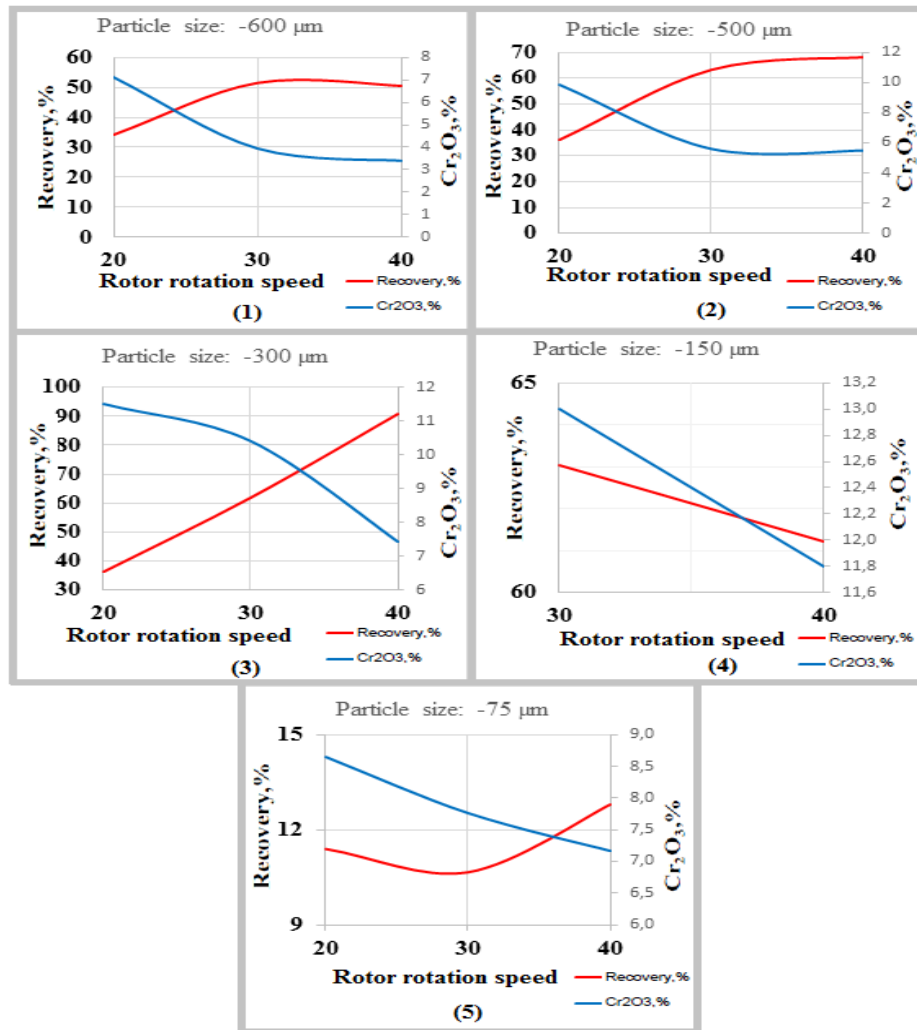 Particle size: -600 µm
Recovery,%
60
50
40
30
20
10
0
8
7
6
5
4
3
2
1
0
Cr₂O₃,%
20 30 40
Rotor rotation speed
Recovery,%
Cr2O3,%
(1)
Particle size: -500 µm
Recovery,%
70
60
50
40
30
20
10
0
12
10
8
6
4
2
0
Cr₂O₃,%
20 30 40
Rotor rotation speed
Recovery,%
Cr2O3,%
(2)
Particle size: -300 µm
Recovery,%
100
90
80
70
60
50
40
30
12
11
10
9
8
7
6
Cr₂O₃,%
20 30 40
Rotor rotation speed
Recovery,%
Cr2O3,%
(3)
Particle size: -150 µm
Recovery,%
65
60
13,2
13,0
12,8
12,6
12,4
12,2
12,0
11,8
11,6
Cr₂O₃,%
30 40
Rotor rotation speed
Recovery,%
Cr2O3,%
(4)
Particle size: -75 µm
Recovery,%
15
12
9
9,0
8,5
8,0
7,5
7,0
6,5
6,0
Cr₂O₃,%
20 30 40
Rotor rotation speed
Recovery,%
Cr2O3,%
(5)